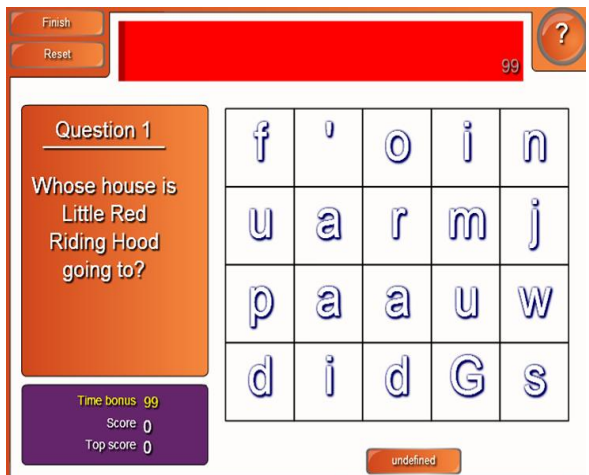 Finish
Reset
99
?
Question 1
Whose house is
Little Red
Riding Hood
going to?
f ' o i n
u a r m j
p a a u w
d i d G s
Time bonus 99
Score 0
Top score 0
undefined